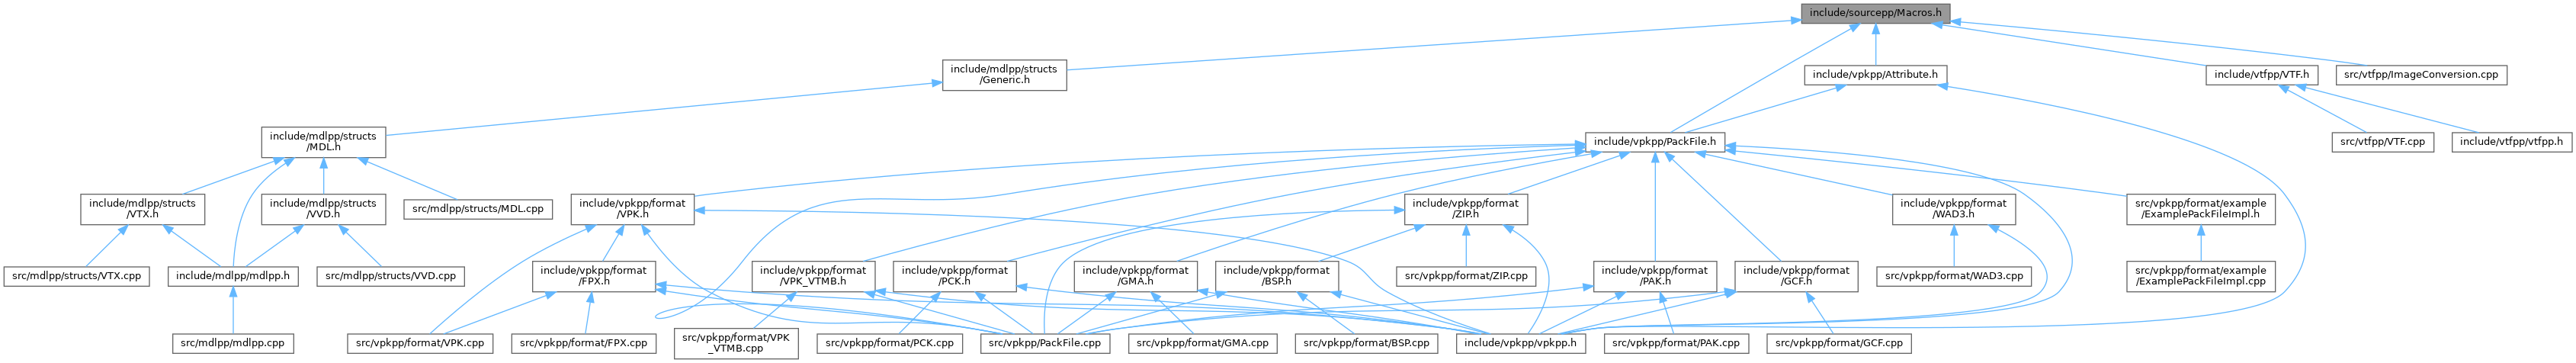 include/sourcepp/Macros.h
include/mdlpp/structs
/Generic.h
include/vpkpp/Attribute.h
include/vtfpp/VTF.h
src/vtfpp/ImageConversion.cpp
include/mdlpp/structs
/MDL.h
include/vpkpp/PackFile.h
src/vtfpp/VTF.cpp
include/vtfpp/vtfpp.h
include/mdlpp/structs
/VTX.h
include/mdlpp/structs
/VVD.h
src/mdlpp/structs/MDL.cpp
include/vpkpp/format
/VPK.h
include/vpkpp/format
/ZIP.h
include/vpkpp/format
/WAD3.h
src/vpkpp/format/example
/ExamplePackFileImpl.h
src/mdlpp/structs/VTX.cpp
include/mdlpp/mdlpp.h
src/mdlpp/structs/VVD.cpp
include/vpkpp/format
/FPX.h
include/vpkpp/format
/VPK_VTMB.h
include/vpkpp/format
/PCK.h
include/vpkpp/format
/GMA.h
include/vpkpp/format
/BSP.h
src/vpkpp/format/ZIP.cpp
include/vpkpp/format
/PAK.h
include/vpkpp/format
/GCF.h
src/vpkpp/format/WAD3.cpp
src/vpkpp/format/example
/ExamplePackFileImpl.cpp
src/mdlpp/mdlpp.cpp
src/vpkpp/format/VPK.cpp
src/vpkpp/format/FPX.cpp
src/vpkpp/format/VPK
_VTMB.cpp
src/vpkpp/format/PCK.cpp
src/vpkpp/PackFile.cpp
src/vpkpp/format/GMA.cpp
src/vpkpp/format/BSP.cpp
include/vpkpp/vpkpp.h
src/vpkpp/format/PAK.cpp
src/vpkpp/format/GCF.cpp